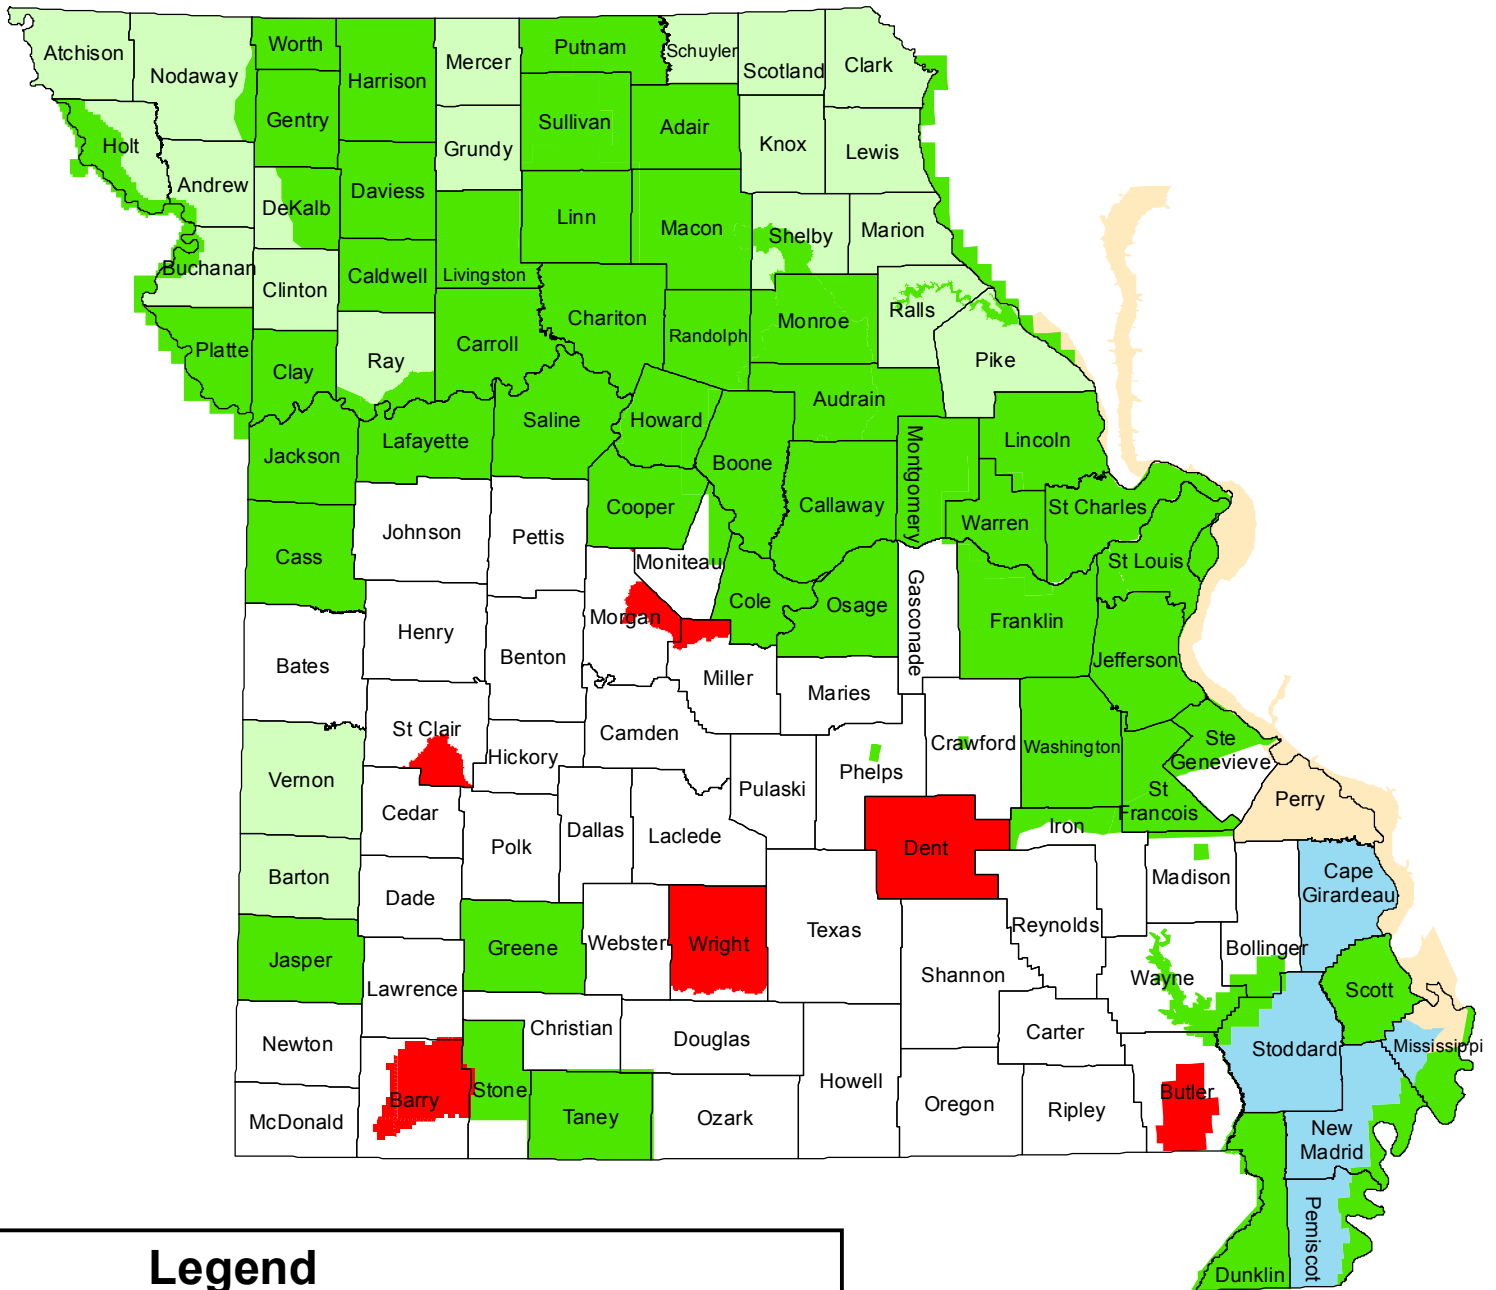 Atchison
Nodaway
Worth
Harrison
Mercer
Putnam
Schuyler
Scotland
Clark
Holt
Gentry
Grundy
Sullivan
Adair
Knox
Lewis
Andrew
DeKalb
Daviess
Linn
Macon
Shelby
Marion
Buchanan
Clinton
Caldwell
Livingston
Chariton
Randolph
Monroe
Ralls
Platte
Clay
Ray
Carroll
Pike
Audrain
Jackson
Lafayette
Saline
Howard
Boone
Callaway
Montgomery
Lincoln
Cass
Johnson
Pettis
Cooper
Moniteau
Warren
St Charles
St Louis
Bates
Henry
Benton
Morgan
Cole
Osage
Gasconade
Franklin
Jefferson
Miller
Maries
Vernon
St Clair
Hickory
Camden
Pulaski
Phelps
Crawford
Washington
Ste
Genevieve
St
Francois
Perry
Cedar
Polk
Dallas
Laclede
Dent
Iron
Madison
Cape
Girardeau
Barton
Dade
Greene
Webster
Wright
Texas
Reynolds
Bollinger
Jasper
Lawrence
Shannon
Wayne
Scott
Newton
Christian
Douglas
Carter
Stoddard
Mississippi
McDonald
Barry
Stone
Taney
Ozark
Howell
Oregon
Ripley
Butler
New
Madrid
Pemiscot
Dunklin
Legend